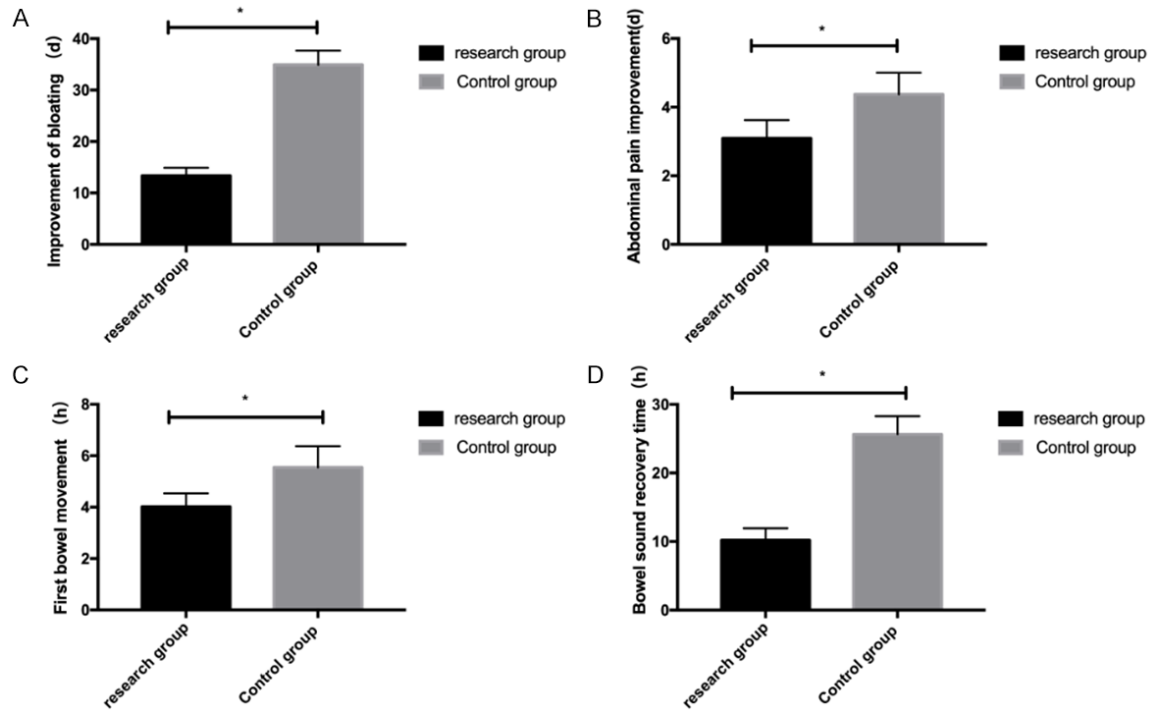 A
*
Improvement of bloating (d)
40
30
20
10
0
research group
Control group
research group
Control group
B
*
Abdominal pain improvement(d)
6
4
2
0
research group
Control group
research group
Control group
C
*
First bowel movement (h)
8
6
4
2
0
research group
Control group
research group
Control group
D
*
Bowel sound recovery time (h)
30
20
10
0
research group
Control group
research group
Control group